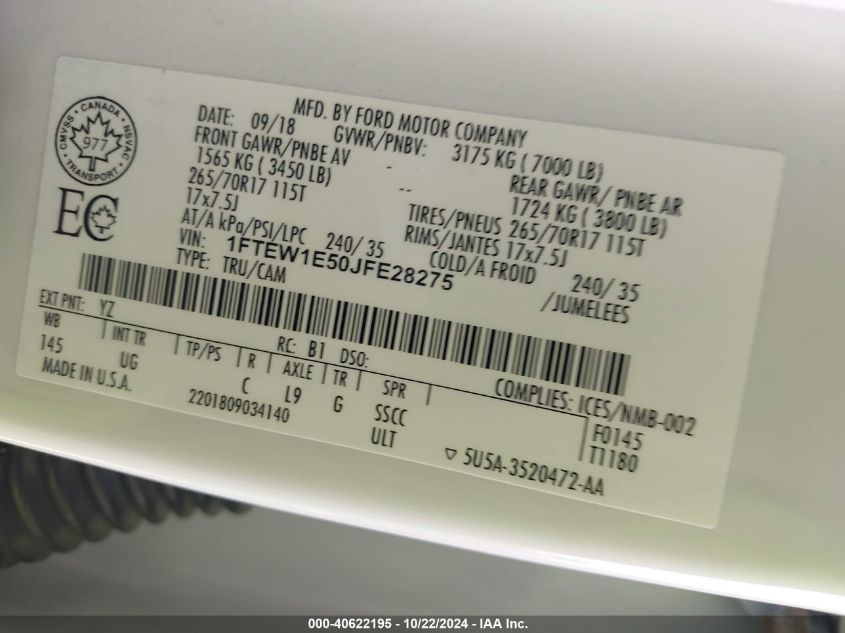 MFD. BY FORD MOTOR COMPANY
DATE: 09/18 GVWR/PNBV: 3175 KG ( 7000 LB)
FRONT GAWR/PNBE AV - REAR GAWR/ PNBE AR
1565 KG ( 3450 LB) -- 1724 KG ( 3800 LB)
265/70R17 115T TIRES/PNEUS 265/70R17 115T
17x7.5J RIMS/JANTES 17x7.5J
AT/A kPa/PSI/LPC 240/ 35 COLD/A FROID 240/ 35
VIN: 1FTEW1E50JFE28275 /JUMELEES
TYPE: TRU/CAM
CMVSS • CANADA • NSVAC • TRANSPORT •
977
EC
EXT PNT: YZ RC: B1 DSO: COMPLIES: ICES/NMB-002
WB INT TR TP/PS R AXLE TR SPR F0145
145 UG C L9 G SSCC T1180
ULT
MADE IN U.S.A. 2201809034140 ▽ 5U5A-3520472-AA
000-40622195 - 10/22/2024 - IAA Inc.